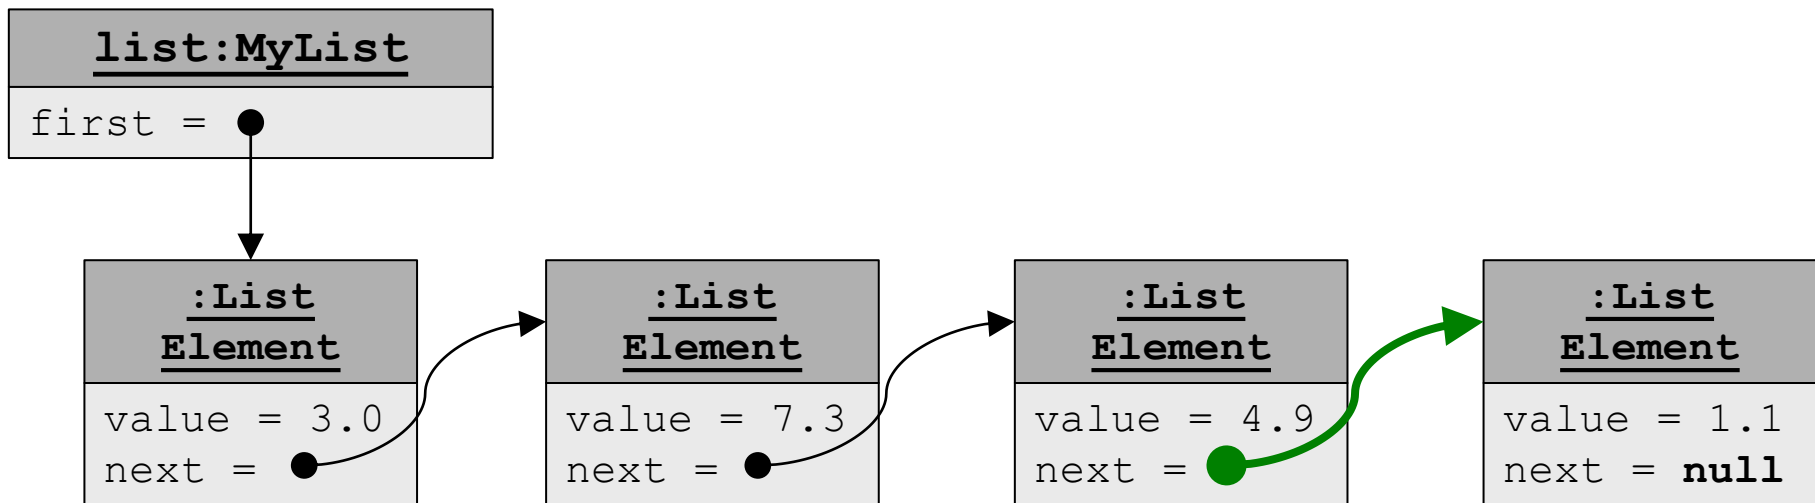 list:MyList
first =
:List
Element
value = 3.0
next =
:List
Element
value = 7.3
next =
:List
Element
value = 4.9
next =
:List
Element
value = 1.1
next = null